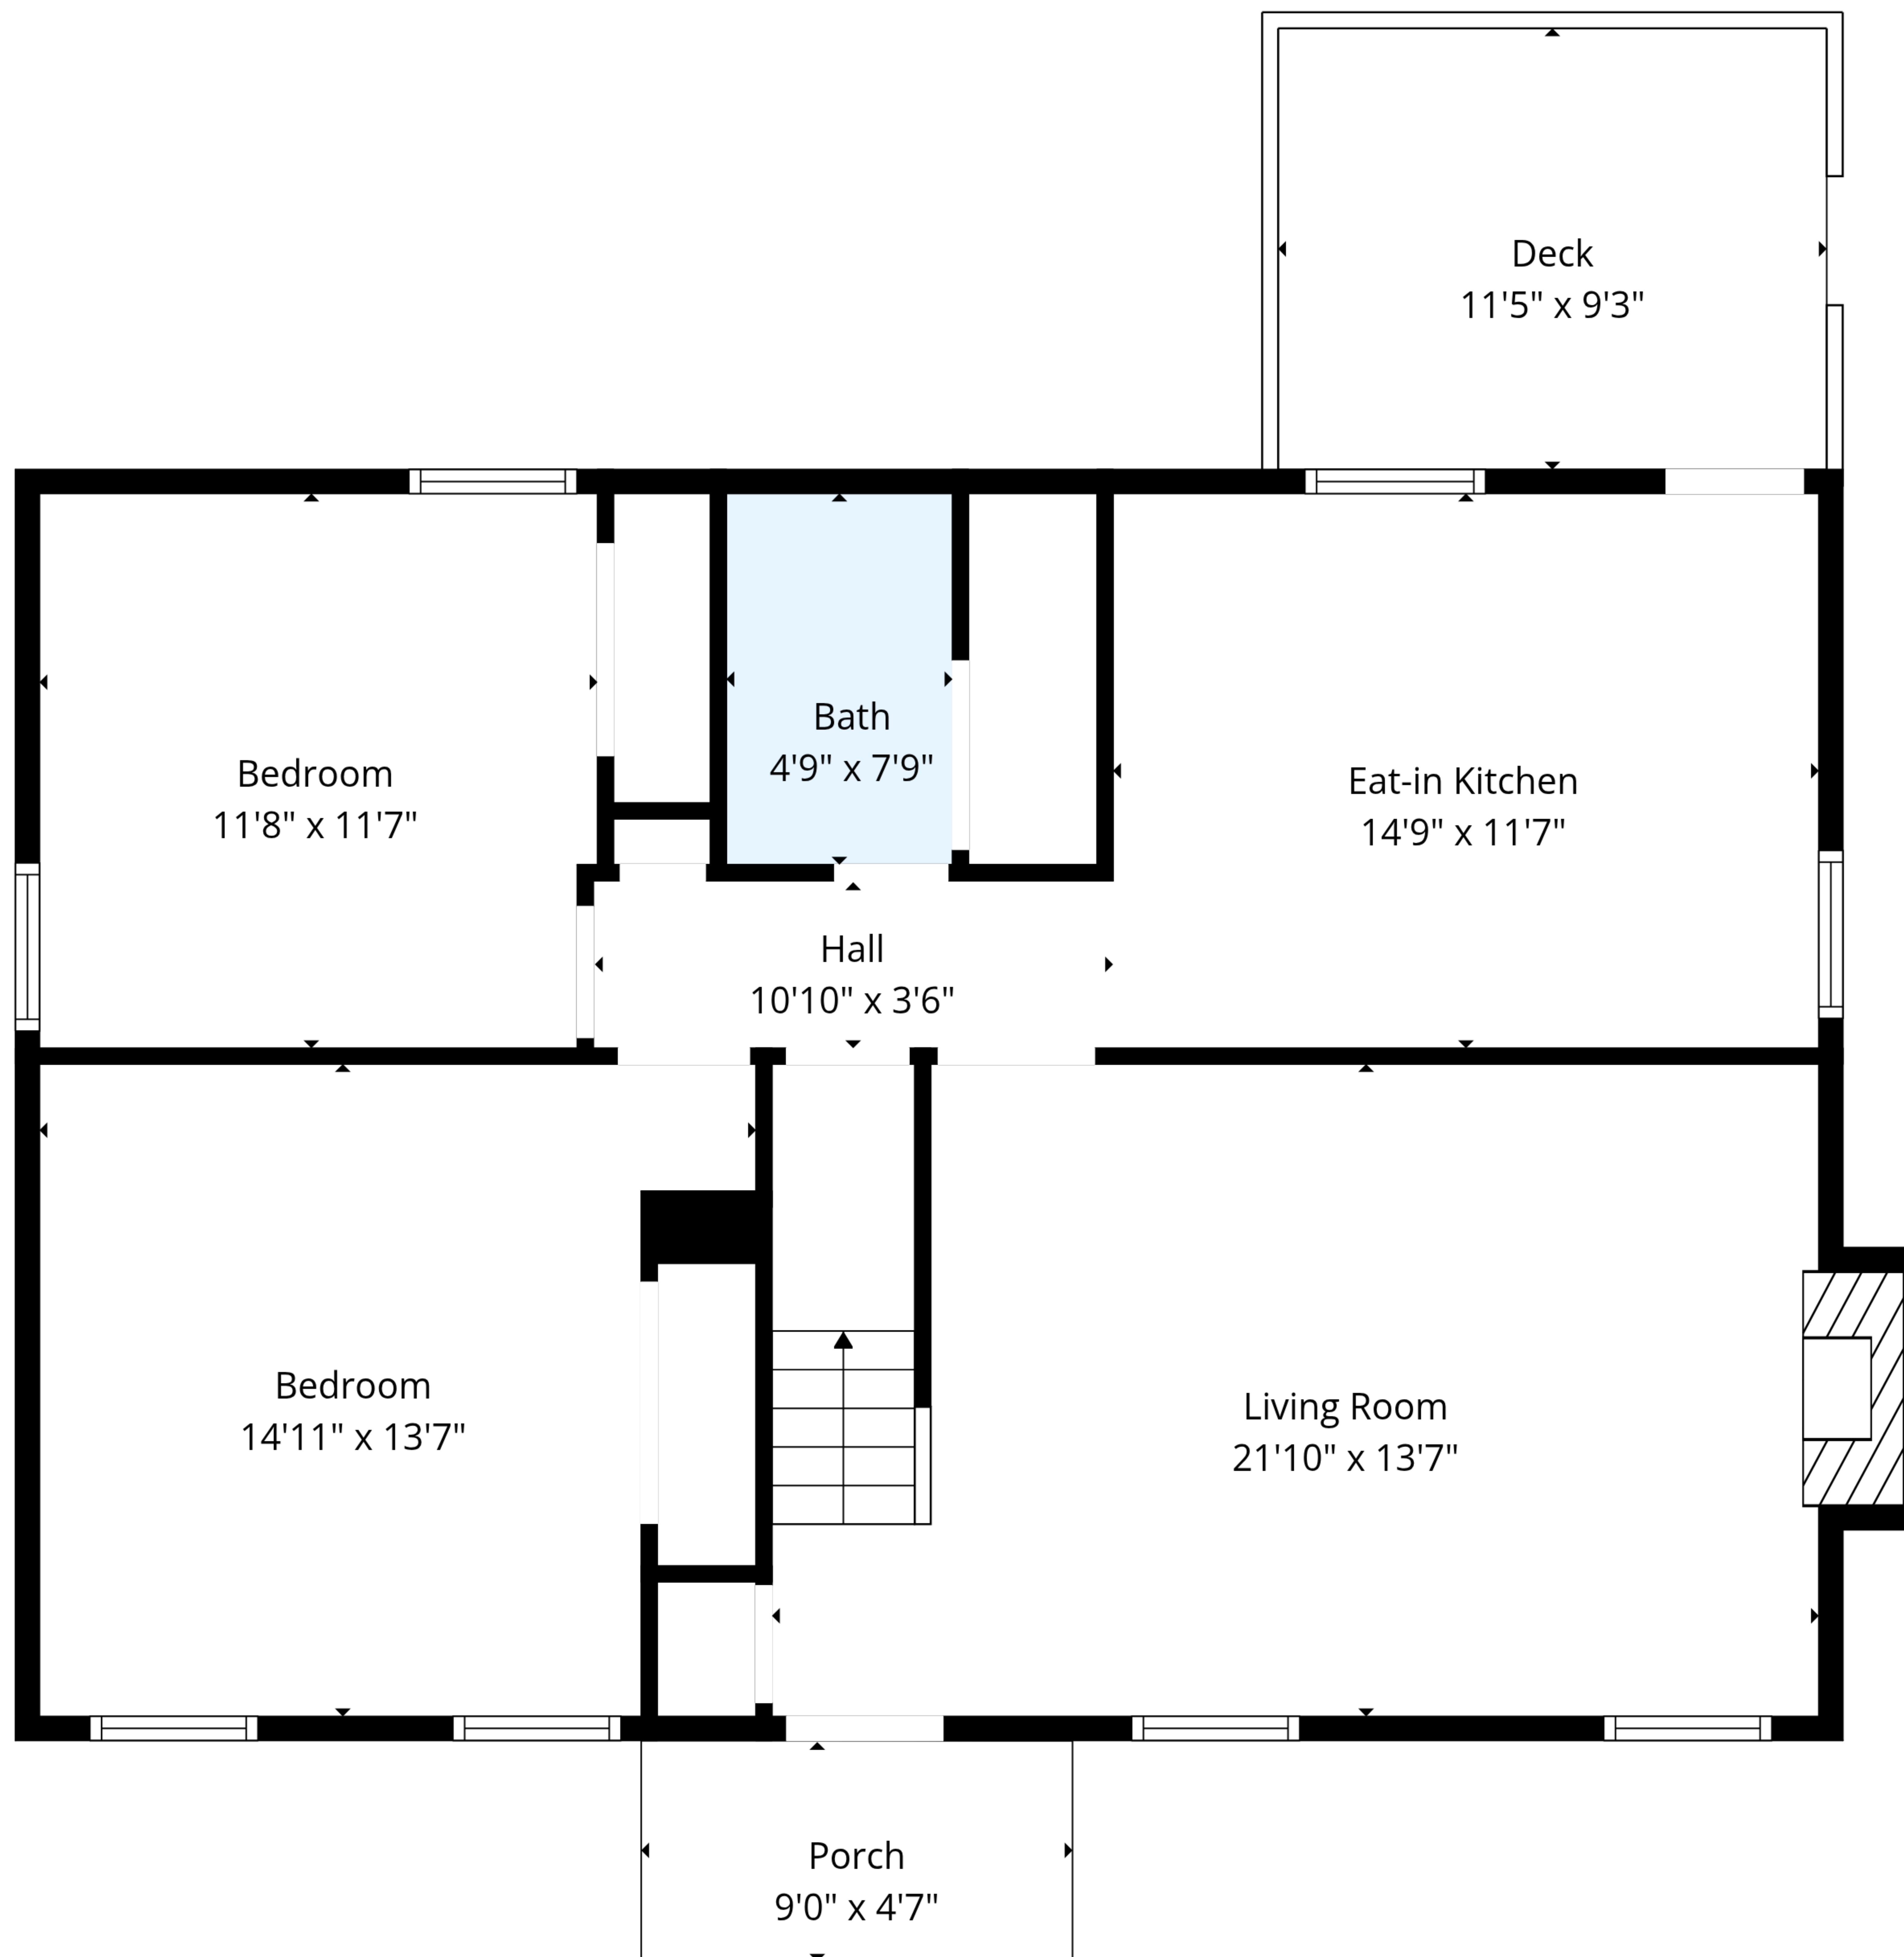 Deck
11'5" x 9'3"
Bath
4'9" x 7'9"
Bedroom
11'8" x 11'7"
Eat-in Kitchen
14'9" x 11'7"
Hall
10'10" x 3'6"
Bedroom
14'11" x 13'7"
Living Room
21'10" x 13'7"
Porch
9'0" x 4'7"